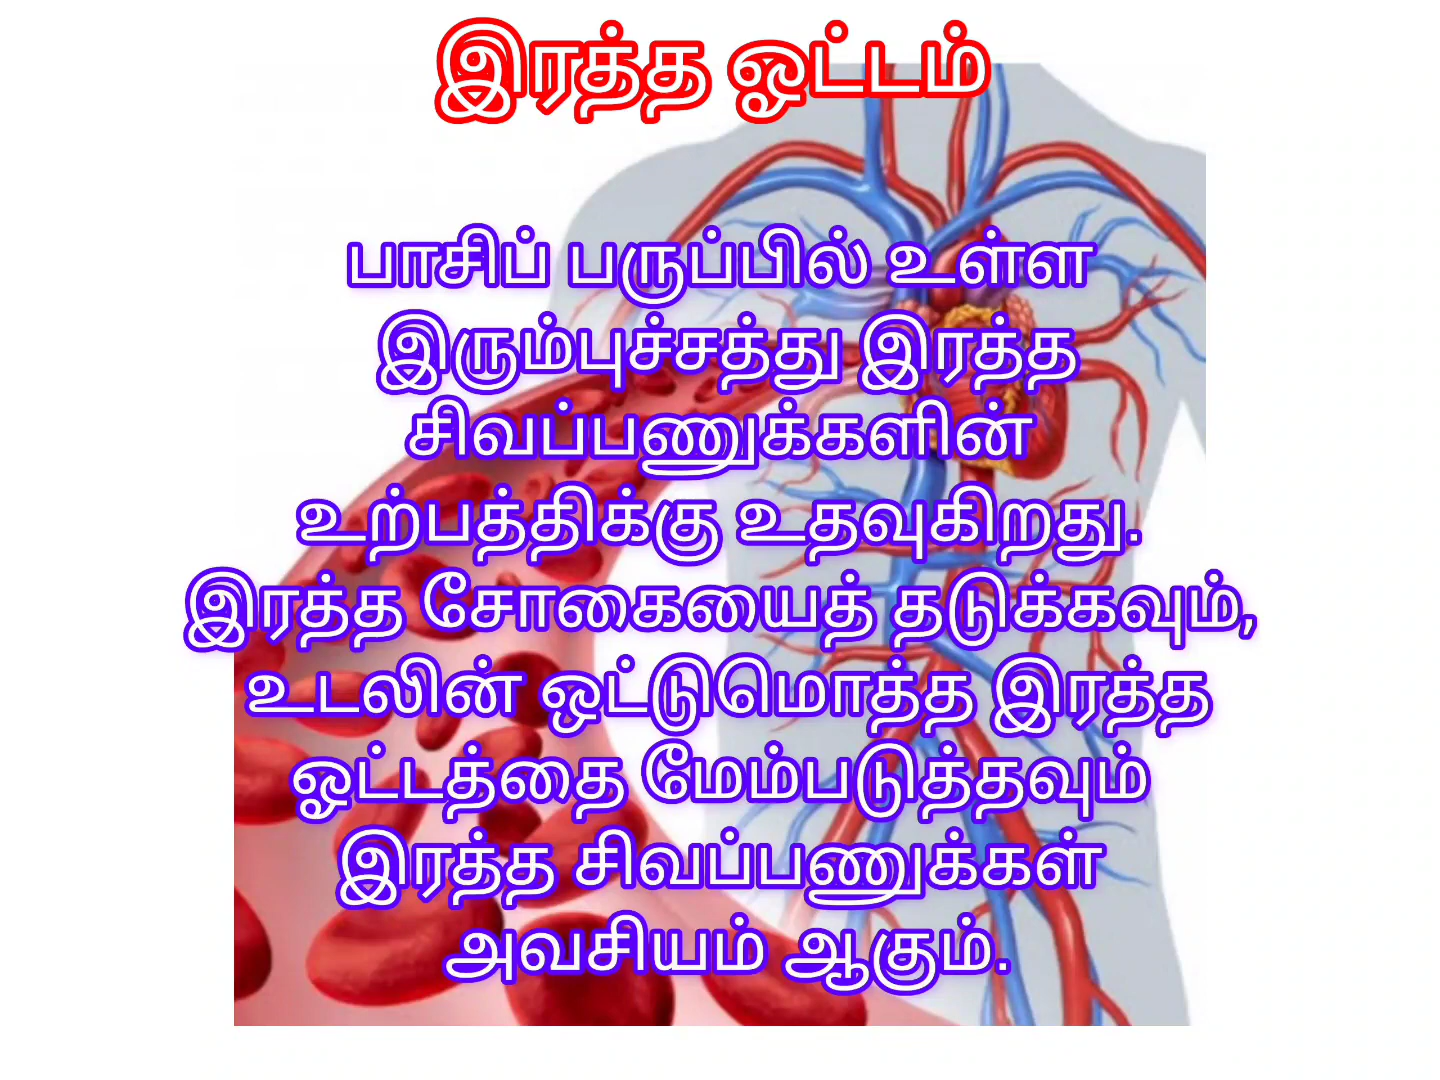 இரத்த ஓட்டம்
பாசிப் பருப்பில் உள்ள
இரும்புச்சத்து இரத்த
சிவப்பணுக்களின்
உற்பத்திக்கு உதவுகிறது.
இரத்த சோகையைத் தடுக்கவும்,
உடலின் ஒட்டுமொத்த இரத்த
ஓட்டத்தை மேம்படுத்தவும்
இரத்த சிவப்பணுக்கள்
அவசியம் ஆகும்.